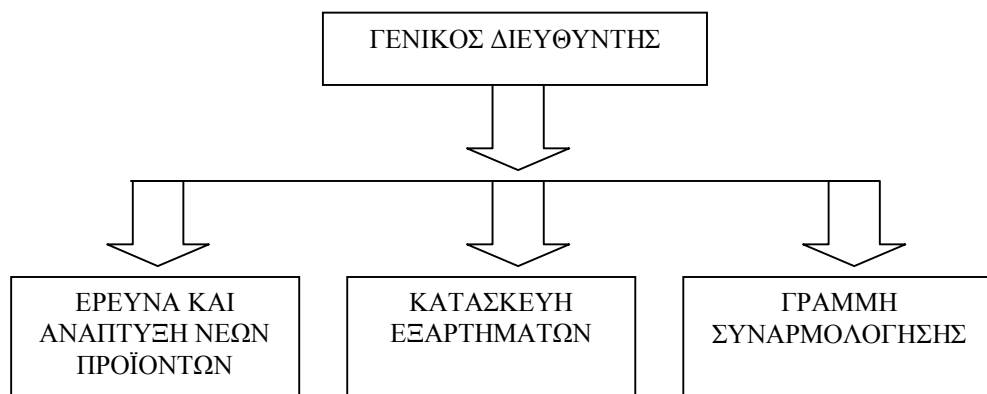 ΓΕΝΙΚΟΣ ΔΙΕΥΘΥΝΤΗΣ
ΕΡΕΥΝΑ ΚΑΙ
ΑΝΑΠΤΥΞΗ ΝΕΩΝ
ΠΡΟΪΟΝΤΩΝ
ΚΑΤΑΣΚΕΥΗ
ΕΞΑΡΤΗΜΑΤΩΝ
ΓΡΑΜΜΗ
ΣΥΝΑΡΜΟΛΟΓΗΣΗΣ